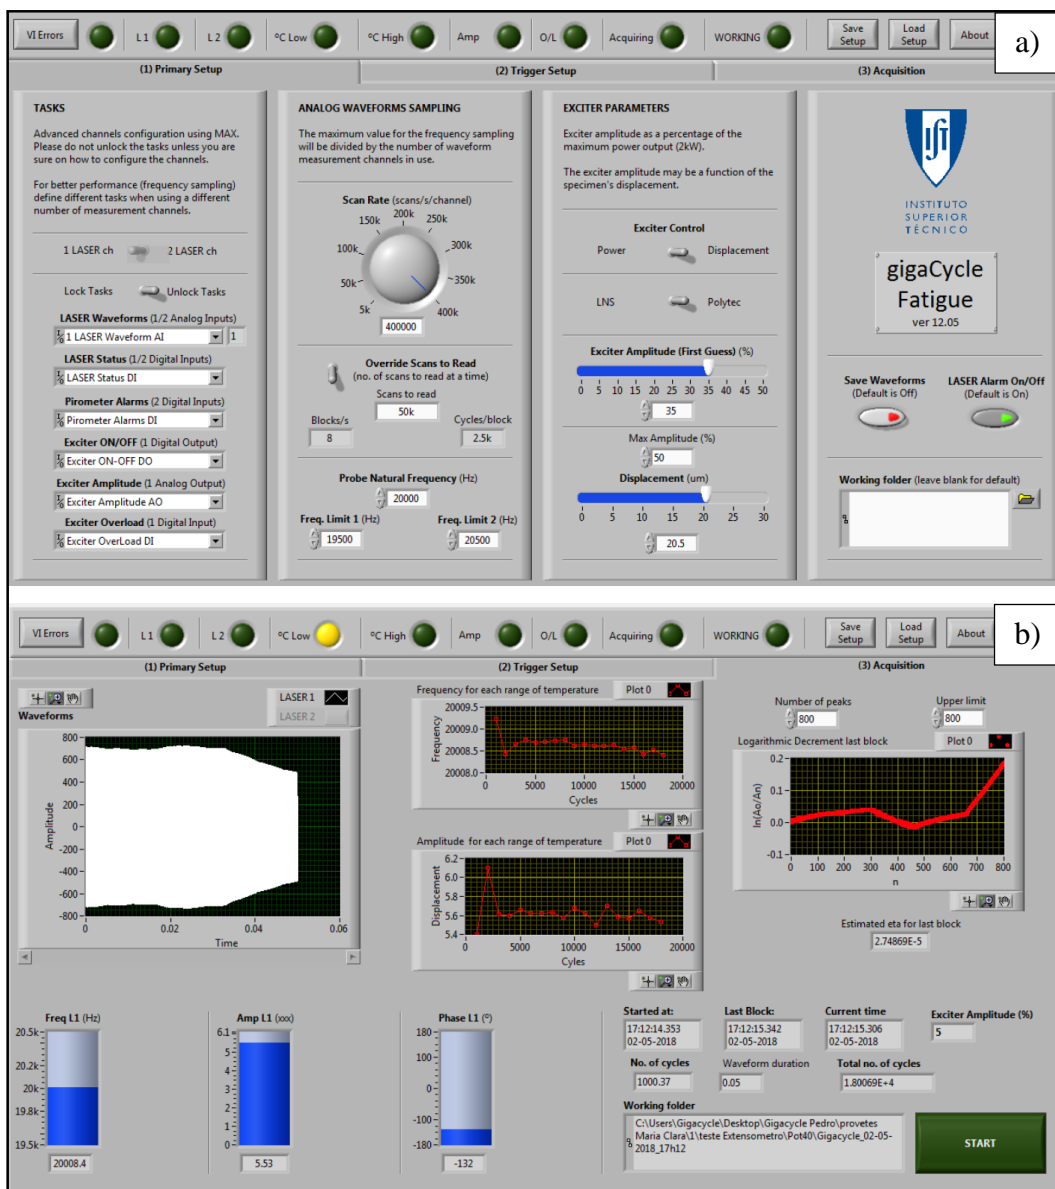 VI Errors
L 1
L 2
ºC Low
ºC High
Amp
O/L
Acquiring
WORKING
Save
Setup
Load
Setup
About
a)
(1) Primary Setup
(2) Trigger Setup
(3) Acquisition
TASKS
Advanced channels configuration using MAX.
Please do not unlock the tasks unless you are
sure on how to configure the channels.
For better performance (frequency sampling)
define different tasks when using a different
number of measurement channels.
1 LASER ch
2 LASER ch
Lock Tasks
Unlock Tasks
LASER Waveforms (1/2 Analog Inputs)
1 LASER Waveform AI
1
LASER Status (1/2 Digital Inputs)
LASER Status DI
Pirometer Alarms (2 Digital Inputs)
Pirometer Alarms DI
Exciter ON/OFF (1 Digital Output)
Exciter ON-OFF DO
Exciter Amplitude (1 Analog Output)
Exciter Amplitude AO
Exciter Overload (1 Digital Input)
Exciter OverLoad DI
ANALOG WAVEFORMS SAMPLING
The maximum value for the frequency sampling
will be divided by the number of waveform
measurement channels in use.
Scan Rate (scans/s/channel)
5k
50k
100k
150k
200k
250k
300k
350k
400k
400000
Override Scans to Read
(no. of scans to read at a time)
Scans to read
50k
Blocks/s
8
Cycles/block
2.5k
Probe Natural Frequency (Hz)
20000
Freq. Limit 1 (Hz)
19500
Freq. Limit 2 (Hz)
20500
EXCITER PARAMETERS
Exciter amplitude as a percentage of the
maximum power output (2kW).
The exciter amplitude may be a function of the
specimen's displacement.
Exciter Control
Power
Displacement
LNS
Polytec
Exciter Amplitude (First Guess) (%)
0 5 10 15 20 25 30 35 40 45 50
35
Max Amplitude (%)
50
Displacement (um)
0 5 10 15 20 25 30
20.5
INSTITUTO
SUPERIOR
TÉCNICO
gigaCycle
Fatigue
ver 12.05
Save Waveforms
(Default is Off)
LASER Alarm On/Off
(Default is On)
Working folder (leave blank for default)
VI Errors
L 1
L 2
ºC Low
ºC High
Amp
O/L
Acquiring
WORKING
Save
Setup
Load
Setup
About
b)
(1) Primary Setup
(2) Trigger Setup
(3) Acquisition
LASER 1
LASER 2
Waveforms
Amplitude
800
600
400
200
0
-200
-400
-600
-800
0 0.02 0.04 0.06
Time
Frequency for each range of temperature
Plot 0
Frequency
20009.5
20009.0
20008.5
20008.0
0 5000 10000 15000 20000
Cycles
Amplitude for each range of temperature
Plot 0
Displacement
6.2
6.0
5.8
5.6
5.4
0 5000 10000 15000 20000
Cyles
Number of peaks
800
Upper limit
800
Logarithmic Decrement last block
Plot 0
ln(Ao/An)
0.2
0.1
0.0
-0.1
0 100 200 300 400 500 600 700 800
n
Estimated eta for last block
2.74869E-5
Freq L1 (Hz)
20.5k
20.2k
20k
19.8k
19.5k
20008.4
Amp L1 (xxx)
6.1
5
4
3
2
1
0
5.53
Phase L1 (º)
180
100
0
-100
-180
-132
Started at:
17:12:14.353
02-05-2018
Last Block:
17:12:15.342
02-05-2018
Current time
17:12:15.306
02-05-2018
Exciter Amplitude (%)
5
No. of cycles
1000.37
Waveform duration
0.05
Total no. of cycles
1.80069E+4
Working folder
C:\Users\Gigacycle\Desktop\Gigacycle Pedro\provetes
Maria Clara\1\teste Extensometro\Pot40\Gigacycle_02-05-
2018_17h12
START